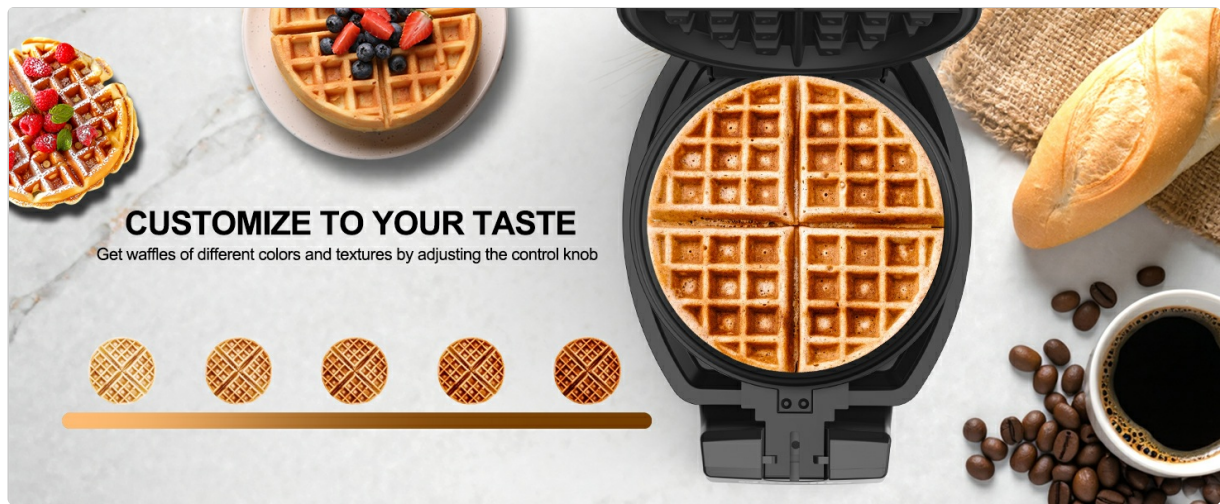 CUSTOMIZE TO YOUR TASTE
Get waffles of different colors and textures by adjusting the control knob